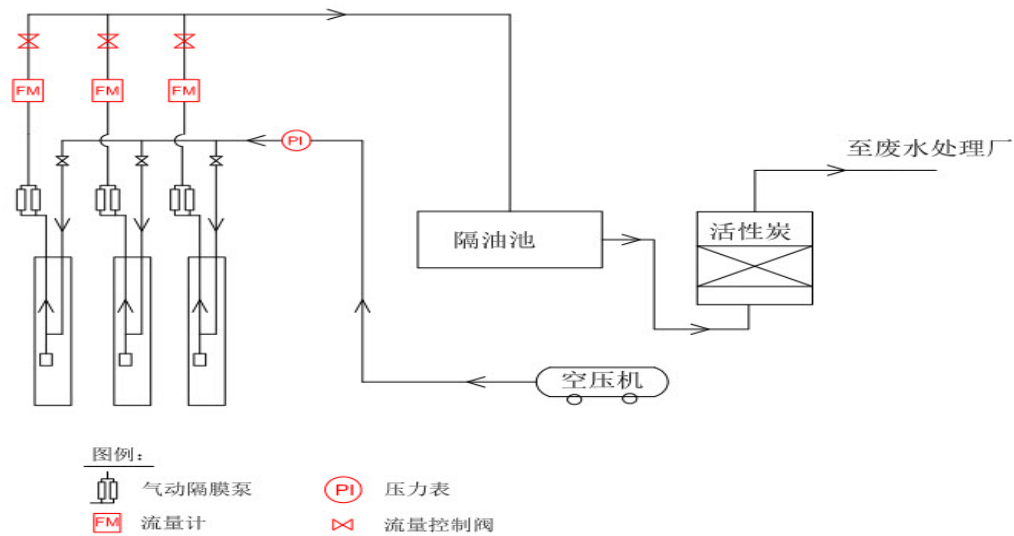 FM FM FM
PI
至废水处理厂
隔油池
活性炭
空压机
图例：
气动隔膜泵
PI 压力表
FM 流量计
流量控制阀